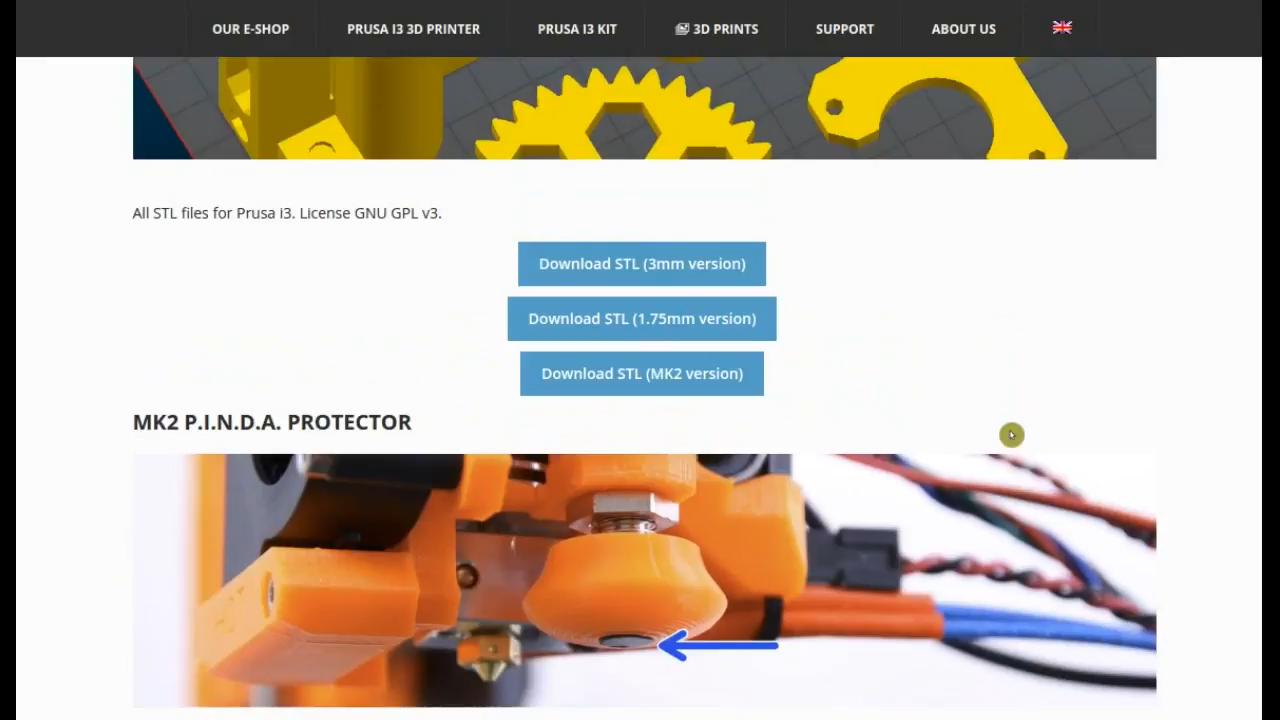 OUR E-SHOP PRUSA I3 3D PRINTER PRUSA I3 KIT 3D PRINTS SUPPORT ABOUT US
All STL files for Prusa i3. License GNU GPL v3.
Download STL (3mm version)
Download STL (1.75mm version)
Download STL (MK2 version)
MK2 P.I.N.D.A. PROTECTOR